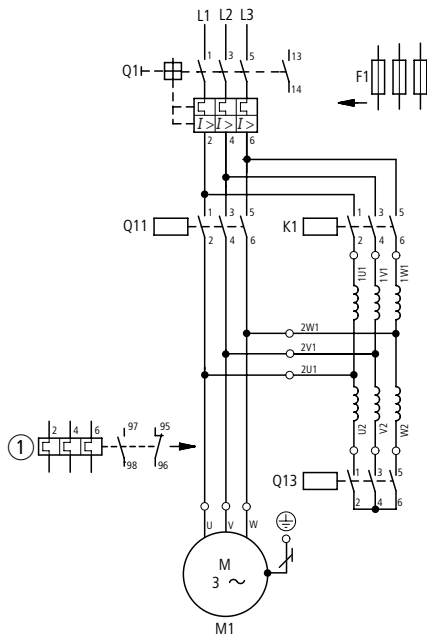 L1 L2 L3
1 3 5 13
Q1
F1
14
I> I> I>
2 4 6
1 3 5 1 3 5
Q11 K1
2 4 6 2 4 6
1U1 1V1 1W1
2W1
2V1
2U1
2 4 6 97 95
1
98 96
U2 V2 W2
1 3 5
Q13
2 4 6
U V W
M
3 ~
M1